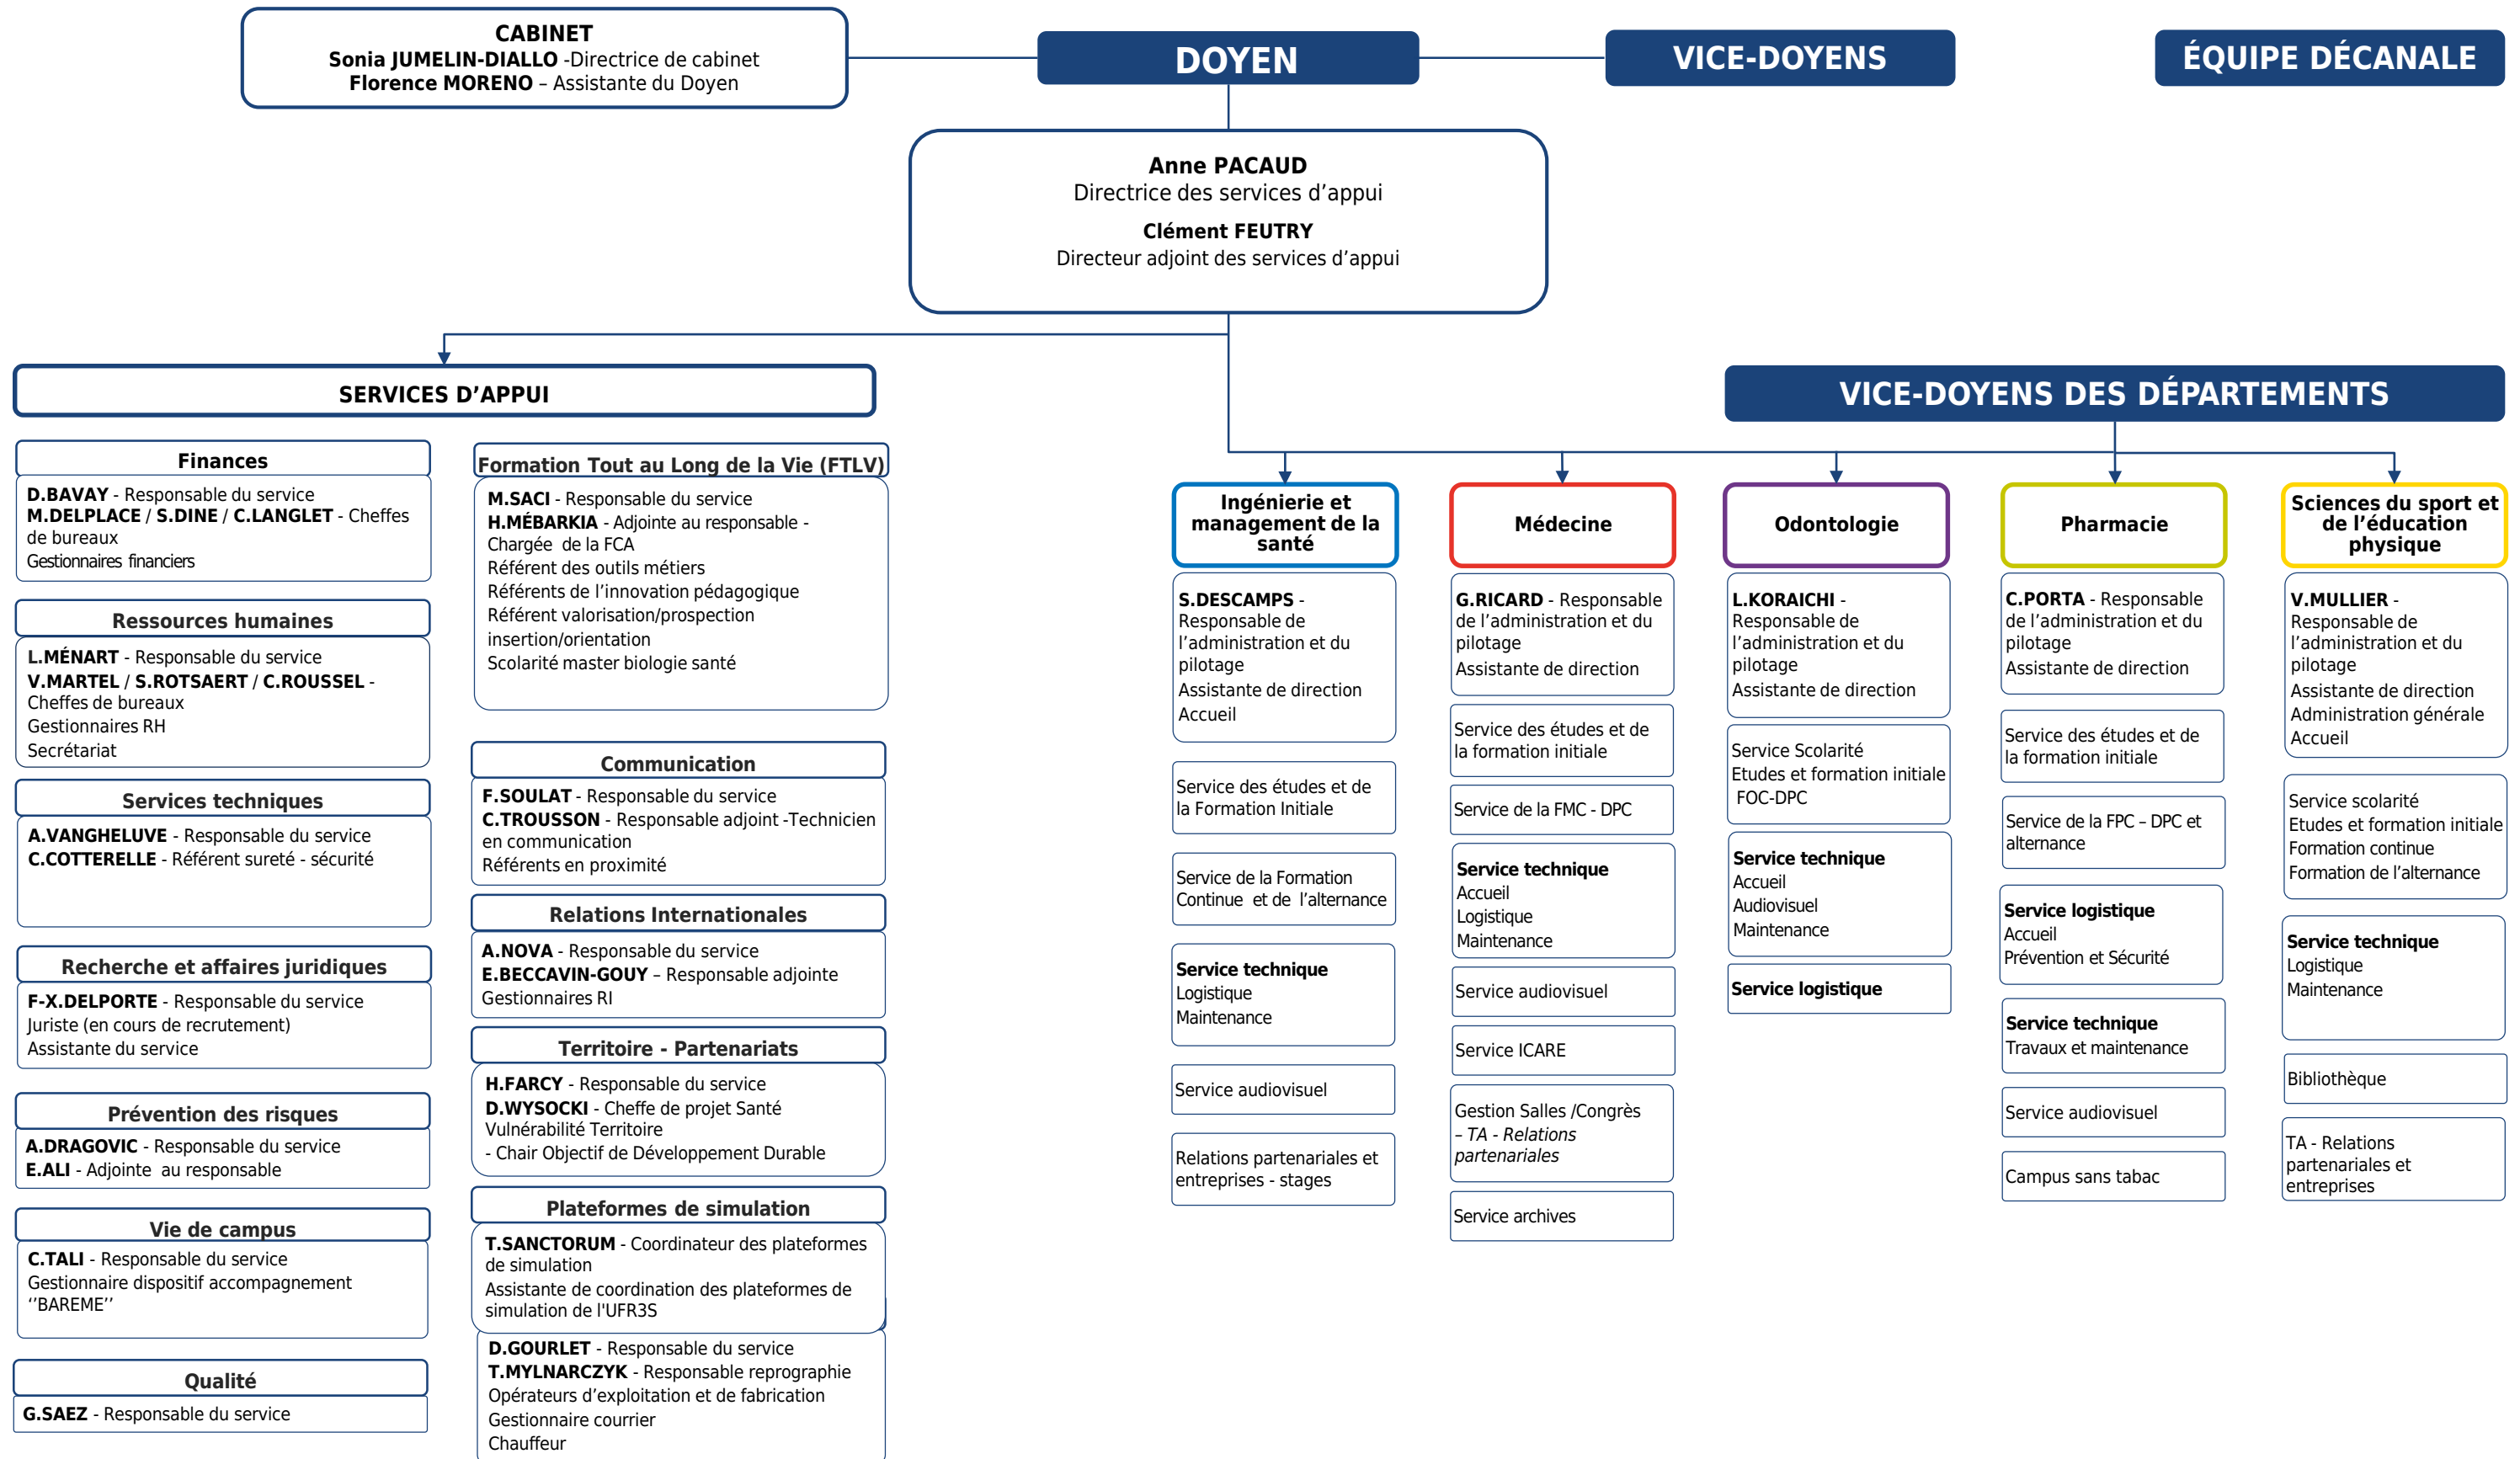 CABINET
Sonia JUMELIN-DIALLO -Directrice de cabinet
Florence MORENO – Assistante du Doyen
DOYEN
VICE-DOYENS
ÉQUIPE DÉCANALE
Anne PACAUD
Directrice des services d’appui
Clément FEUTRY
Directeur adjoint des services d’appui
SERVICES D’APPUI
Finances
D.BAVAY - Responsable du service
M.DELPLACE / S.DINE / C.LANGLET - Cheffes
de bureaux
Gestionnaires financiers
Ressources humaines
L.MÉNART - Responsable du service
V.MARTEL / S.ROTSAERT / C.ROUSSEL -
Cheffes de bureaux
Gestionnaires RH
Secrétariat
Services techniques
A.VANGHELUVE - Responsable du service
C.COTTERELLE - Référent sureté - sécurité
Recherche et affaires juridiques
F-X.DELPORTE - Responsable du service
Juriste (en cours de recrutement)
Assistante du service
Prévention des risques
A.DRAGOVIC - Responsable du service
E.ALI - Adjointe au responsable
Vie de campus
C.TALI - Responsable du service
Gestionnaire dispositif accompagnement
‘’BAREME’’
Qualité
G.SAEZ - Responsable du service
Formation Tout au Long de la Vie (FTLV)
M.SACI - Responsable du service
H.MÉBARKIA - Adjointe au responsable -
Chargée de la FCA
Référent des outils métiers
Référents de l’innovation pédagogique
Référent valorisation/prospection
insertion/orientation
Scolarité master biologie santé
Communication
F.SOULAT - Responsable du service
C.TROUSSON - Responsable adjoint -Technicien
en communication
Référents en proximité
Relations Internationales
A.NOVA - Responsable du service
E.BECCAVIN-GOUY – Responsable adjointe
Gestionnaires RI
Territoire - Partenariats
H.FARCY - Responsable du service
D.WYSOCKI - Cheffe de projet Santé
Vulnérabilité Territoire
- Chair Objectif de Développement Durable
Plateformes de simulation
T.SANCTORUM - Coordinateur des plateformes
de simulation
Assistante de coordination des plateformes de
simulation de l'UFR3S
D.GOURLET - Responsable du service
T.MYLNARCZYK - Responsable reprographie
Opérateurs d’exploitation et de fabrication
Gestionnaire courrier
Chauffeur
VICE-DOYENS DES DÉPARTEMENTS
Ingénierie et
management de la
santé
S.DESCAMPS -
Responsable de
l’administration et du
pilotage
Assistante de direction
Accueil
Service des études et de
la Formation Initiale
Service de la Formation
Continue et de l’alternance
Service technique
Logistique
Maintenance
Service audiovisuel
Relations partenariales et
entreprises - stages
Médecine
G.RICARD - Responsable
de l’administration et du
pilotage
Assistante de direction
Service des études et de
la formation initiale
Service de la FMC - DPC
Service technique
Accueil
Logistique
Maintenance
Service audiovisuel
Service ICARE
Gestion Salles /Congrès
– TA - Relations
partenariales
Service archives
Odontologie
L.KORAICHI -
Responsable de
l’administration et du
pilotage
Assistante de direction
Service Scolarité
Etudes et formation initiale
FOC-DPC
Service technique
Accueil
Audiovisuel
Maintenance
Service logistique
Pharmacie
C.PORTA - Responsable
de l’administration et du
pilotage
Assistante de direction
Service des études et de
la formation initiale
Service de la FPC – DPC et
alternance
Service logistique
Accueil
Prévention et Sécurité
Service technique
Travaux et maintenance
Service audiovisuel
Campus sans tabac
Sciences du sport et
de l’éducation
physique
V.MULLIER -
Responsable de
l’administration et du
pilotage
Assistante de direction
Administration générale
Accueil
Service scolarité
Etudes et formation initiale
Formation continue
Formation de l’alternance
Service technique
Logistique
Maintenance
Bibliothèque
TA - Relations
partenariales et
entreprises